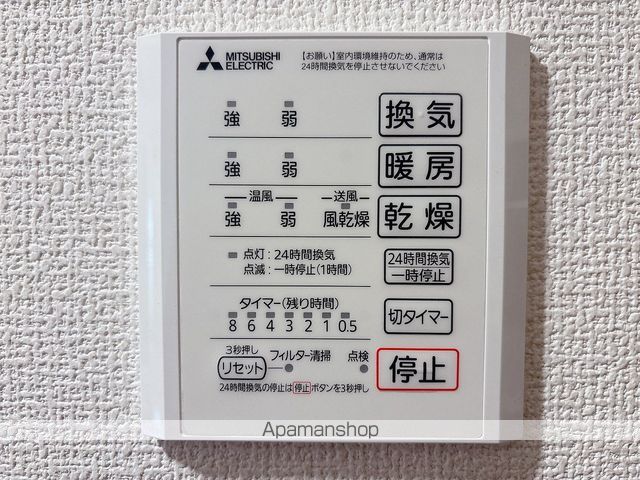 MITSUBISHI ELECTRIC
【お願い】室内環境維持のため、通常は
24時間換気を停止させないでください
強 弱 換気
強 弱 暖房
温風 送風
強 弱 風乾燥 乾燥
点灯:24時間換気
点滅:一時停止(1時間)
24時間換気
一時停止
タイマー(残り時間)
8 6 4 3 2 1 0.5
切タイマー
3秒押し
リセット フィルター清掃 点検
停止
24時間換気の停止は停止ボタンを3秒押し
Apamanshop